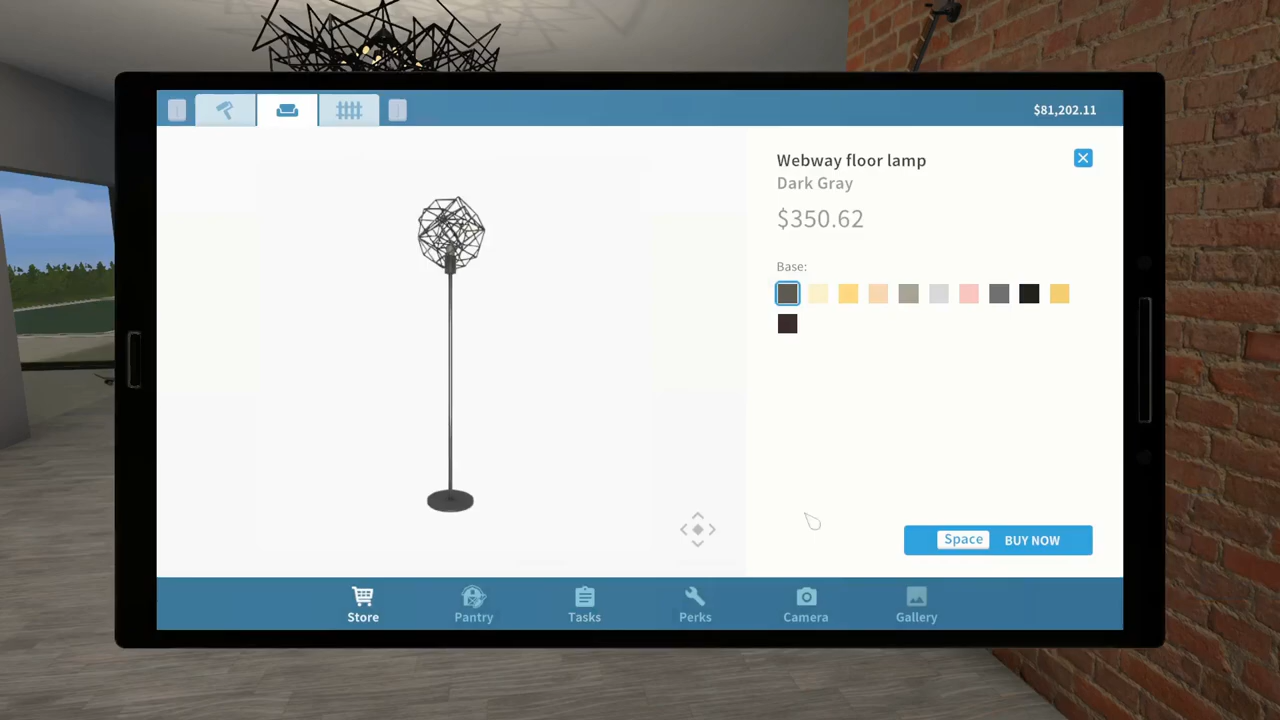 $81,202.11
Webway floor lamp
Dark Gray
$350.62
Base:
Space BUY NOW
Store Pantry Tasks Perks Camera Gallery